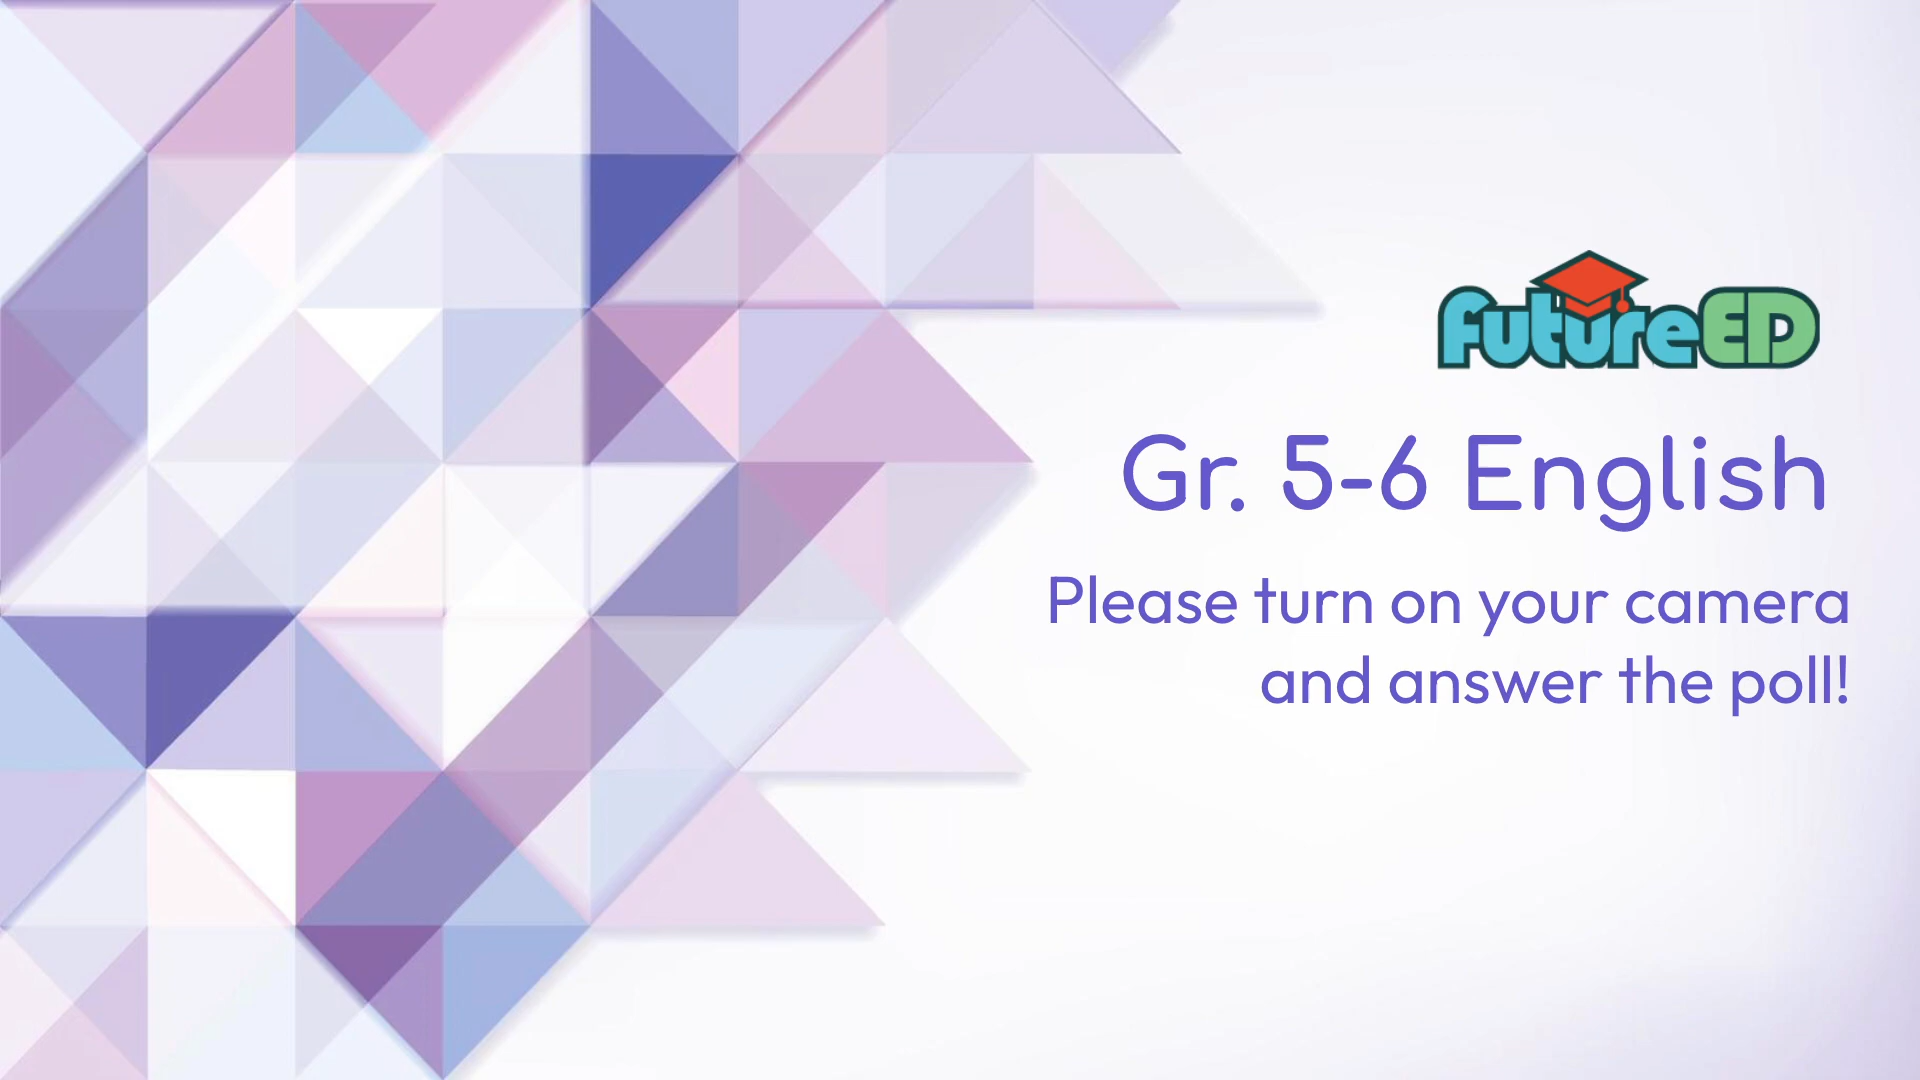 futureED
Gr. 5-6 English
Please turn on your camera
and answer the poll!